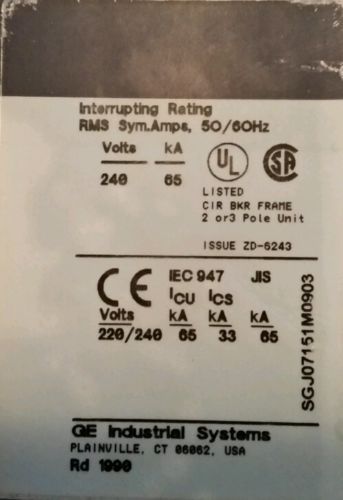 Interrupting Rating
RMS Sym.Amps, 50/60Hz
Volts kA
240 65
UL
SA
LISTED
CIR BKR FRAME
2 or3 Pole Unit
ISSUE ZD-6243
CE
IEC 947 JIS
ICU ICS
Volts kA kA kA
220/240 65 33 65
SGJ07151M0903
GE Industrial Systems
PLAINVILLE, CT 06062, USA
Rd 1990